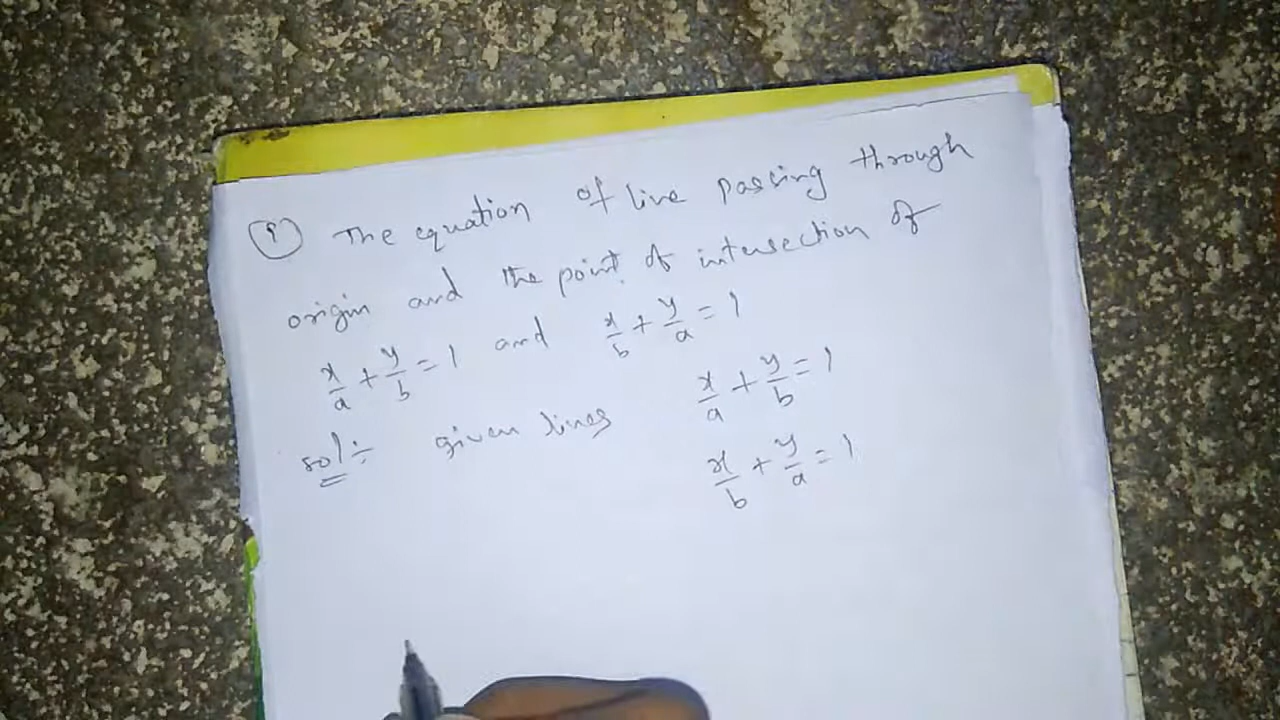 9 The equation of line passing through
origin and the point of intersection of
x/a + y/b = 1 and x/b + y/a = 1
sol÷ given lines x/a + y/b = 1
x/b + y/a = 1